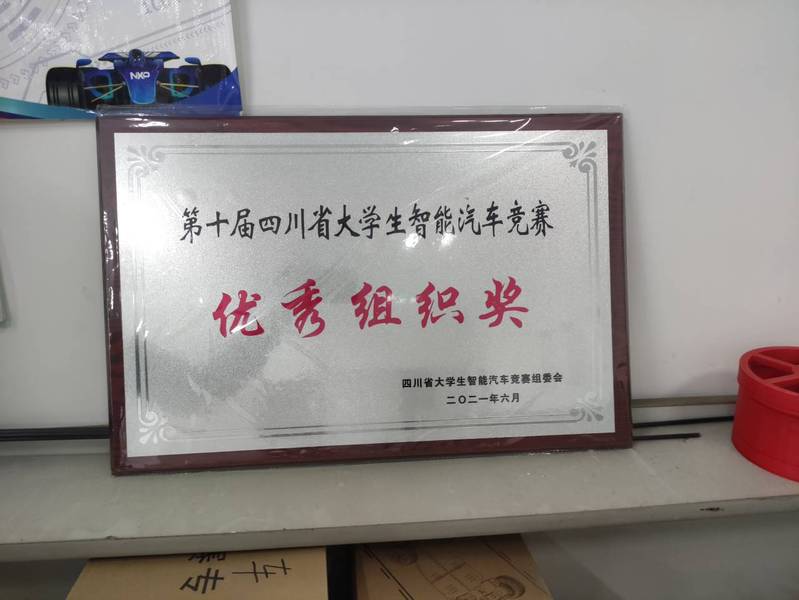 NXP
第十届四川省大学生智能汽车竞赛
优秀组织奖
四川省大学生智能汽车竞赛组委会
二〇二一年六月